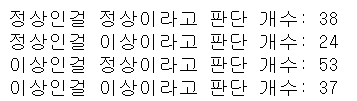 정상인걸 정상이라고 판단 개수: 38
정상인걸 이상이라고 판단 개수: 24
이상인걸 정상이라고 판단 개수: 53
이상인걸 이상이라고 판단 개수: 37